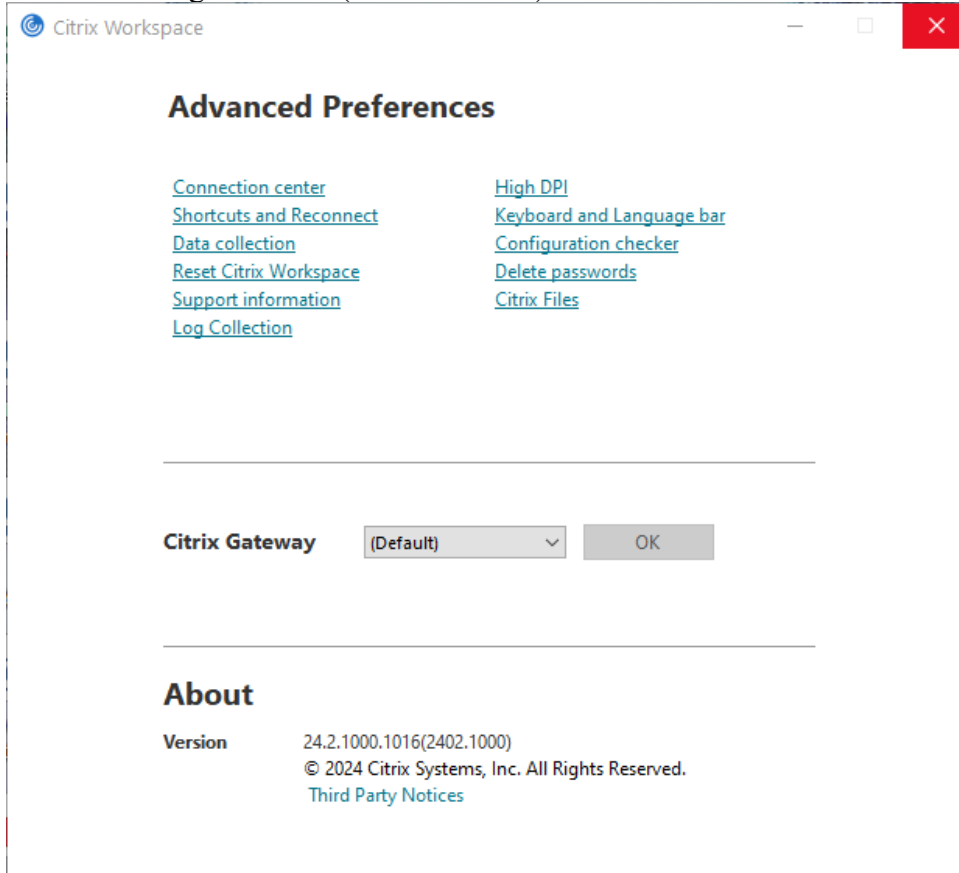 Citrix Workspace
Advanced Preferences
Connection center
Shortcuts and Reconnect
Data collection
Reset Citrix Workspace
Support information
Log Collection
High DPI
Keyboard and Language bar
Configuration checker
Delete passwords
Citrix Files
Citrix Gateway (Default) OK
About
Version 24.2.1000.1016(2402.1000)
© 2024 Citrix Systems, Inc. All Rights Reserved.
Third Party Notices